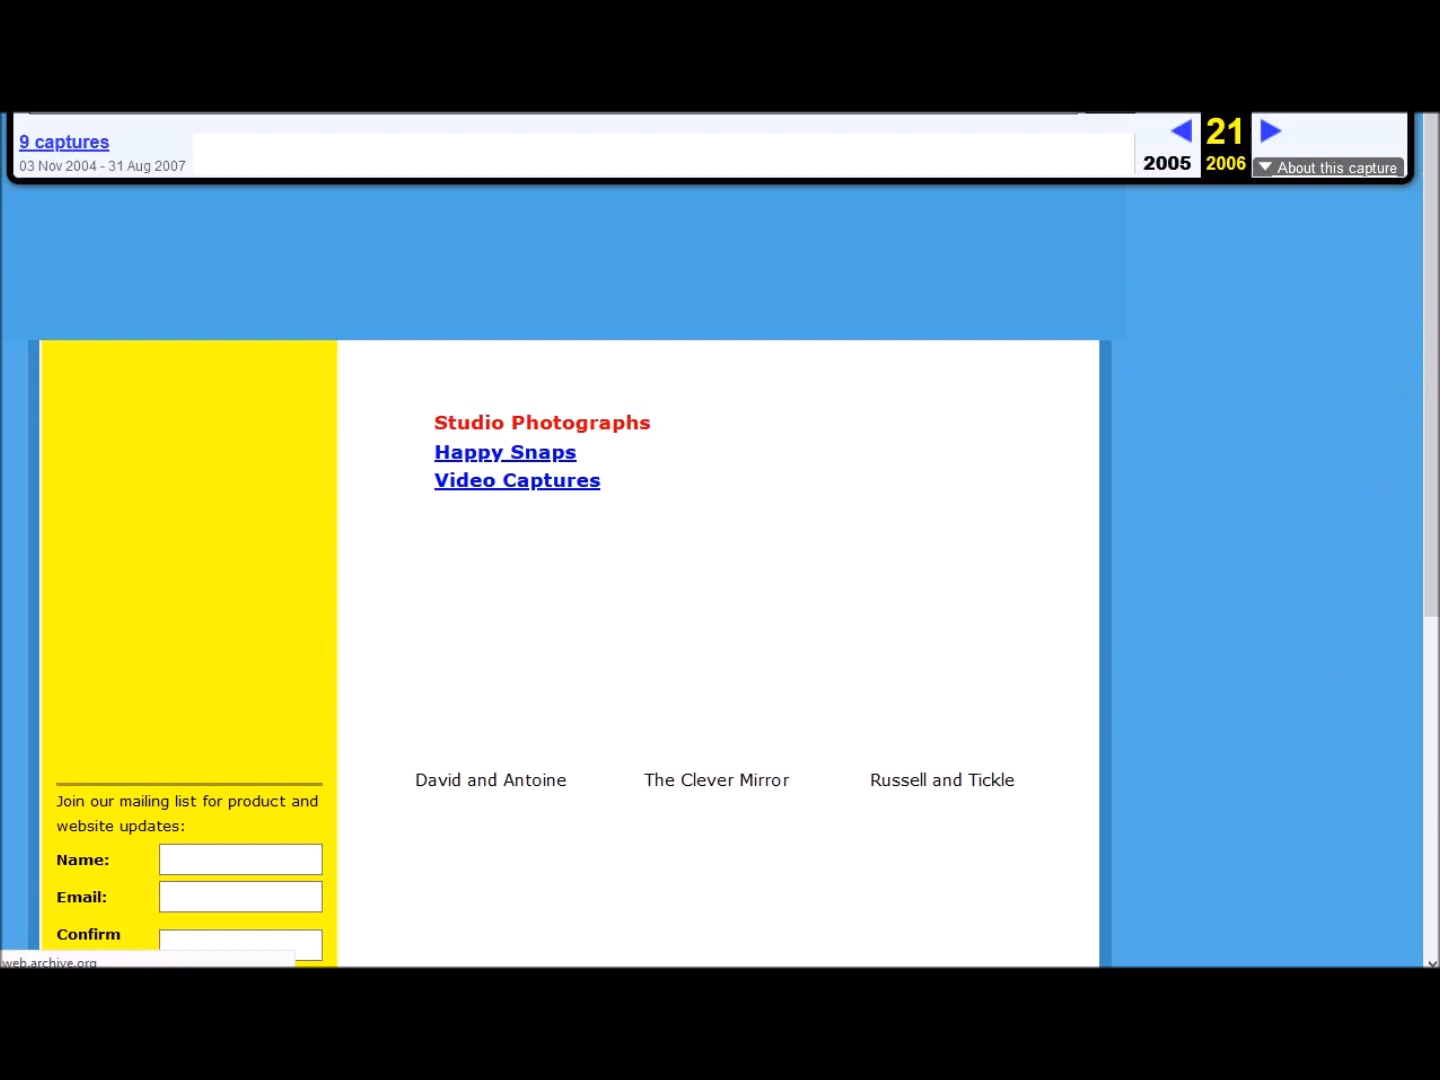 21
9 captures
03 Nov 2004 - 31 Aug 2007
2005
2006
About this capture
Studio Photographs
Happy Snaps
Video Captures
David and Antoine
The Clever Mirror
Russell and Tickle
Join our mailing list for product and
website updates:
Name:
Email:
Confirm
web.archive.org